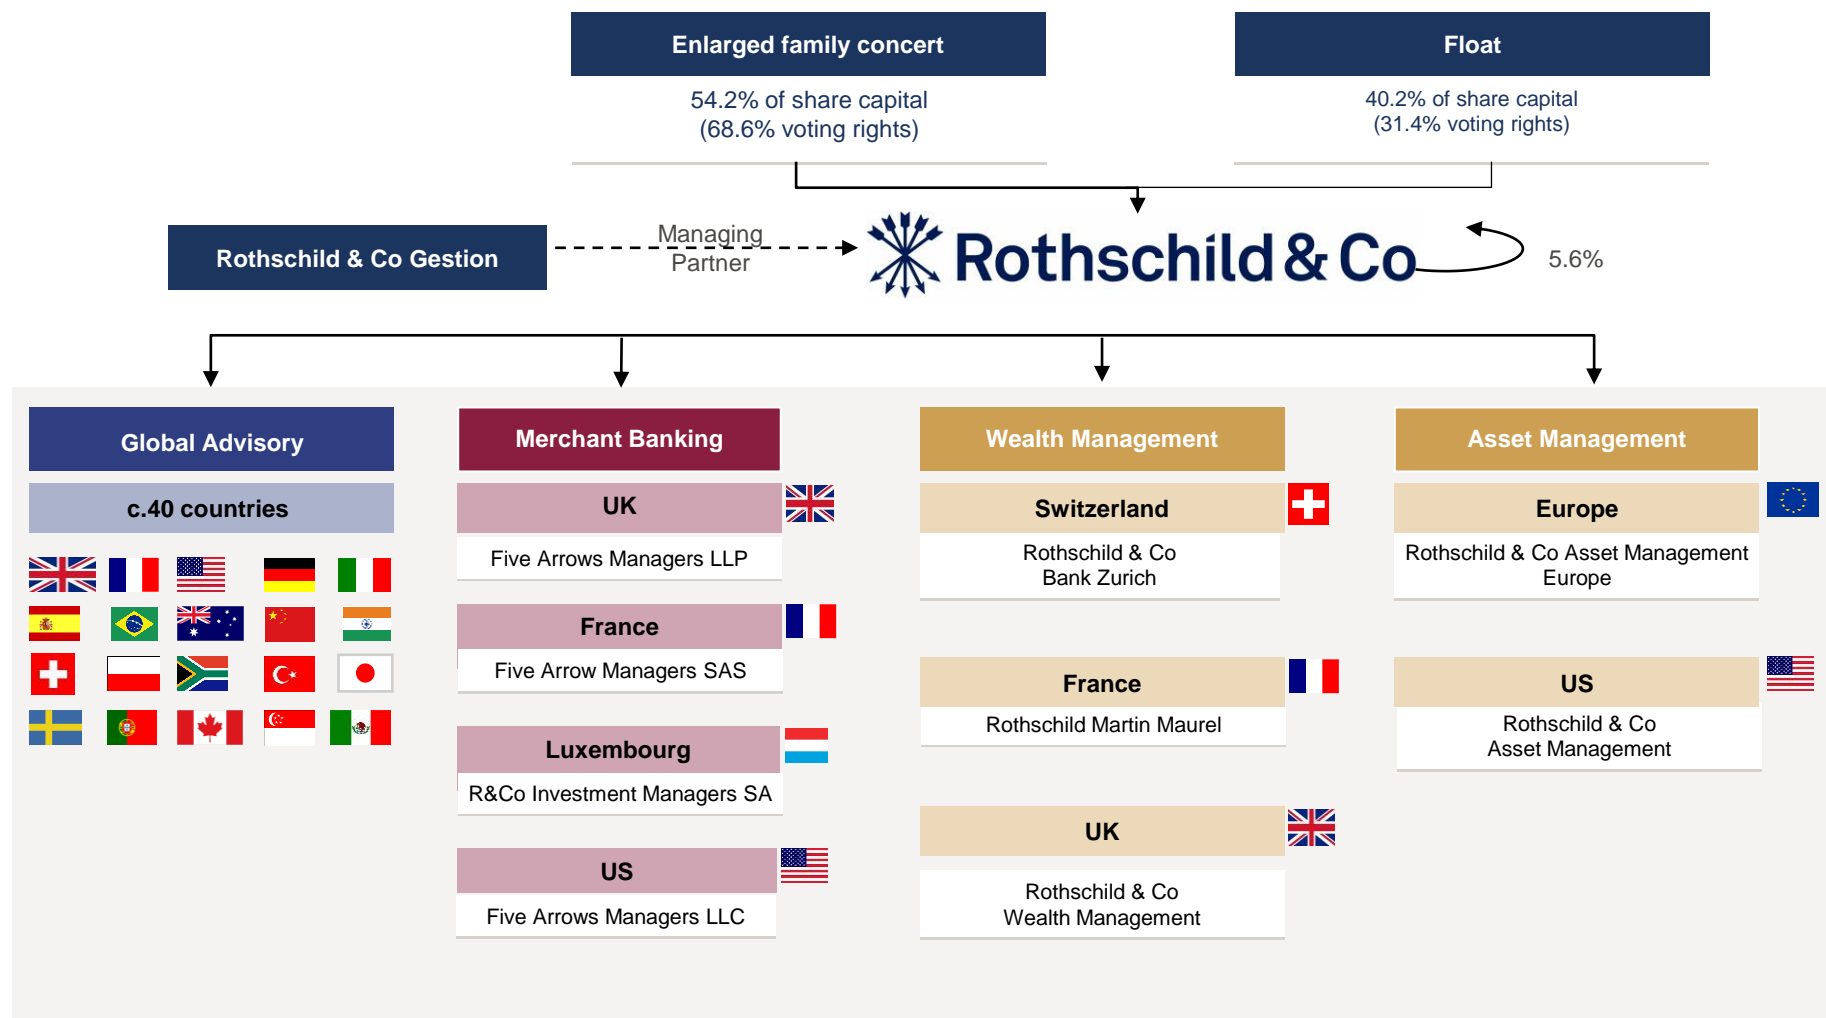 Enlarged family concert
54.2% of share capital
(68.6% voting rights)
Float
40.2% of share capital
(31.4% voting rights)
Rothschild & Co Gestion
Managing
Partner
Rothschild & Co
5.6%
Global Advisory
c.40 countries
Merchant Banking
UK
Five Arrows Managers LLP
France
Five Arrow Managers SAS
Luxembourg
R&Co Investment Managers SA
US
Five Arrows Managers LLC
Wealth Management
Switzerland
Rothschild & Co
Bank Zurich
France
Rothschild Martin Maurel
UK
Rothschild & Co
Wealth Management
Asset Management
Europe
Rothschild & Co Asset Management
Europe
US
Rothschild & Co
Asset Management